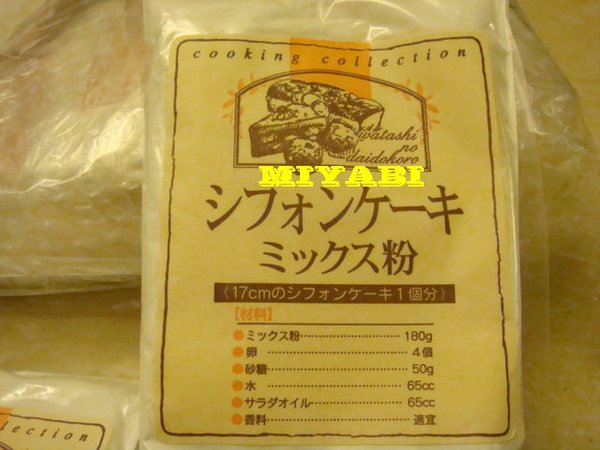 cooking collection
watashi
no
daidokoro
MIYABI
シフォンケーキ
ミックス粉
〈17cmのシフォンケーキ1個分〉
【材料】
●ミックス粉…………………180g
●卵 …………………………4個
●砂糖…………………………50g
●水 …………………………65cc
●サラダオイル………………65cc
●香料…………………………適宜
llection